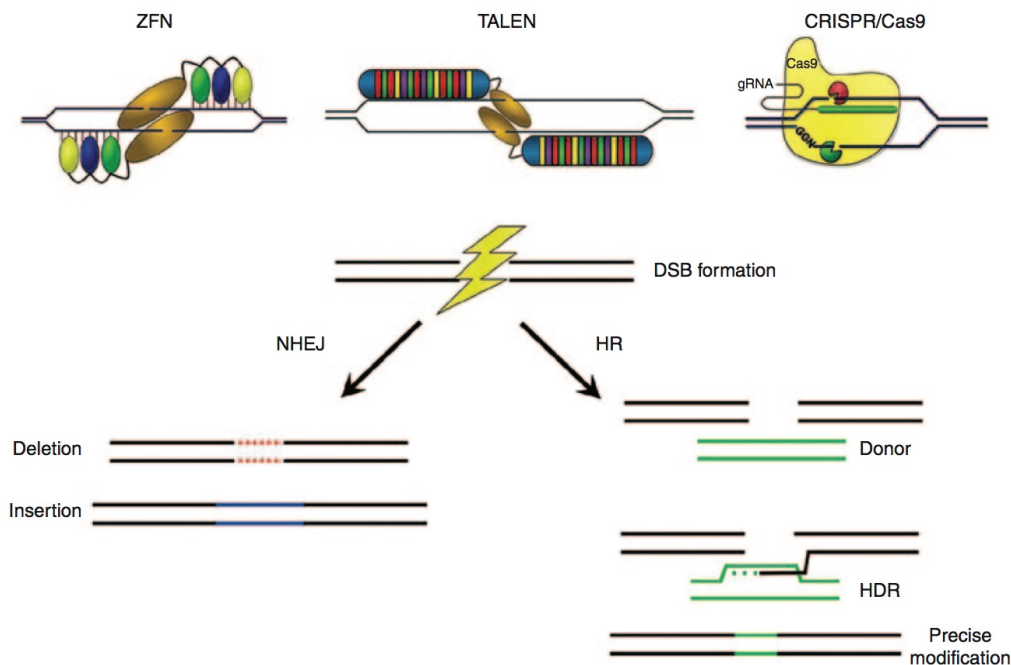 ZFN
TALEN
CRISPR/Cas9
Cas9
gRNA
GGN
DSB formation
NHEJ
HR
Deletion
Donor
Insertion
HDR
Precise
modification